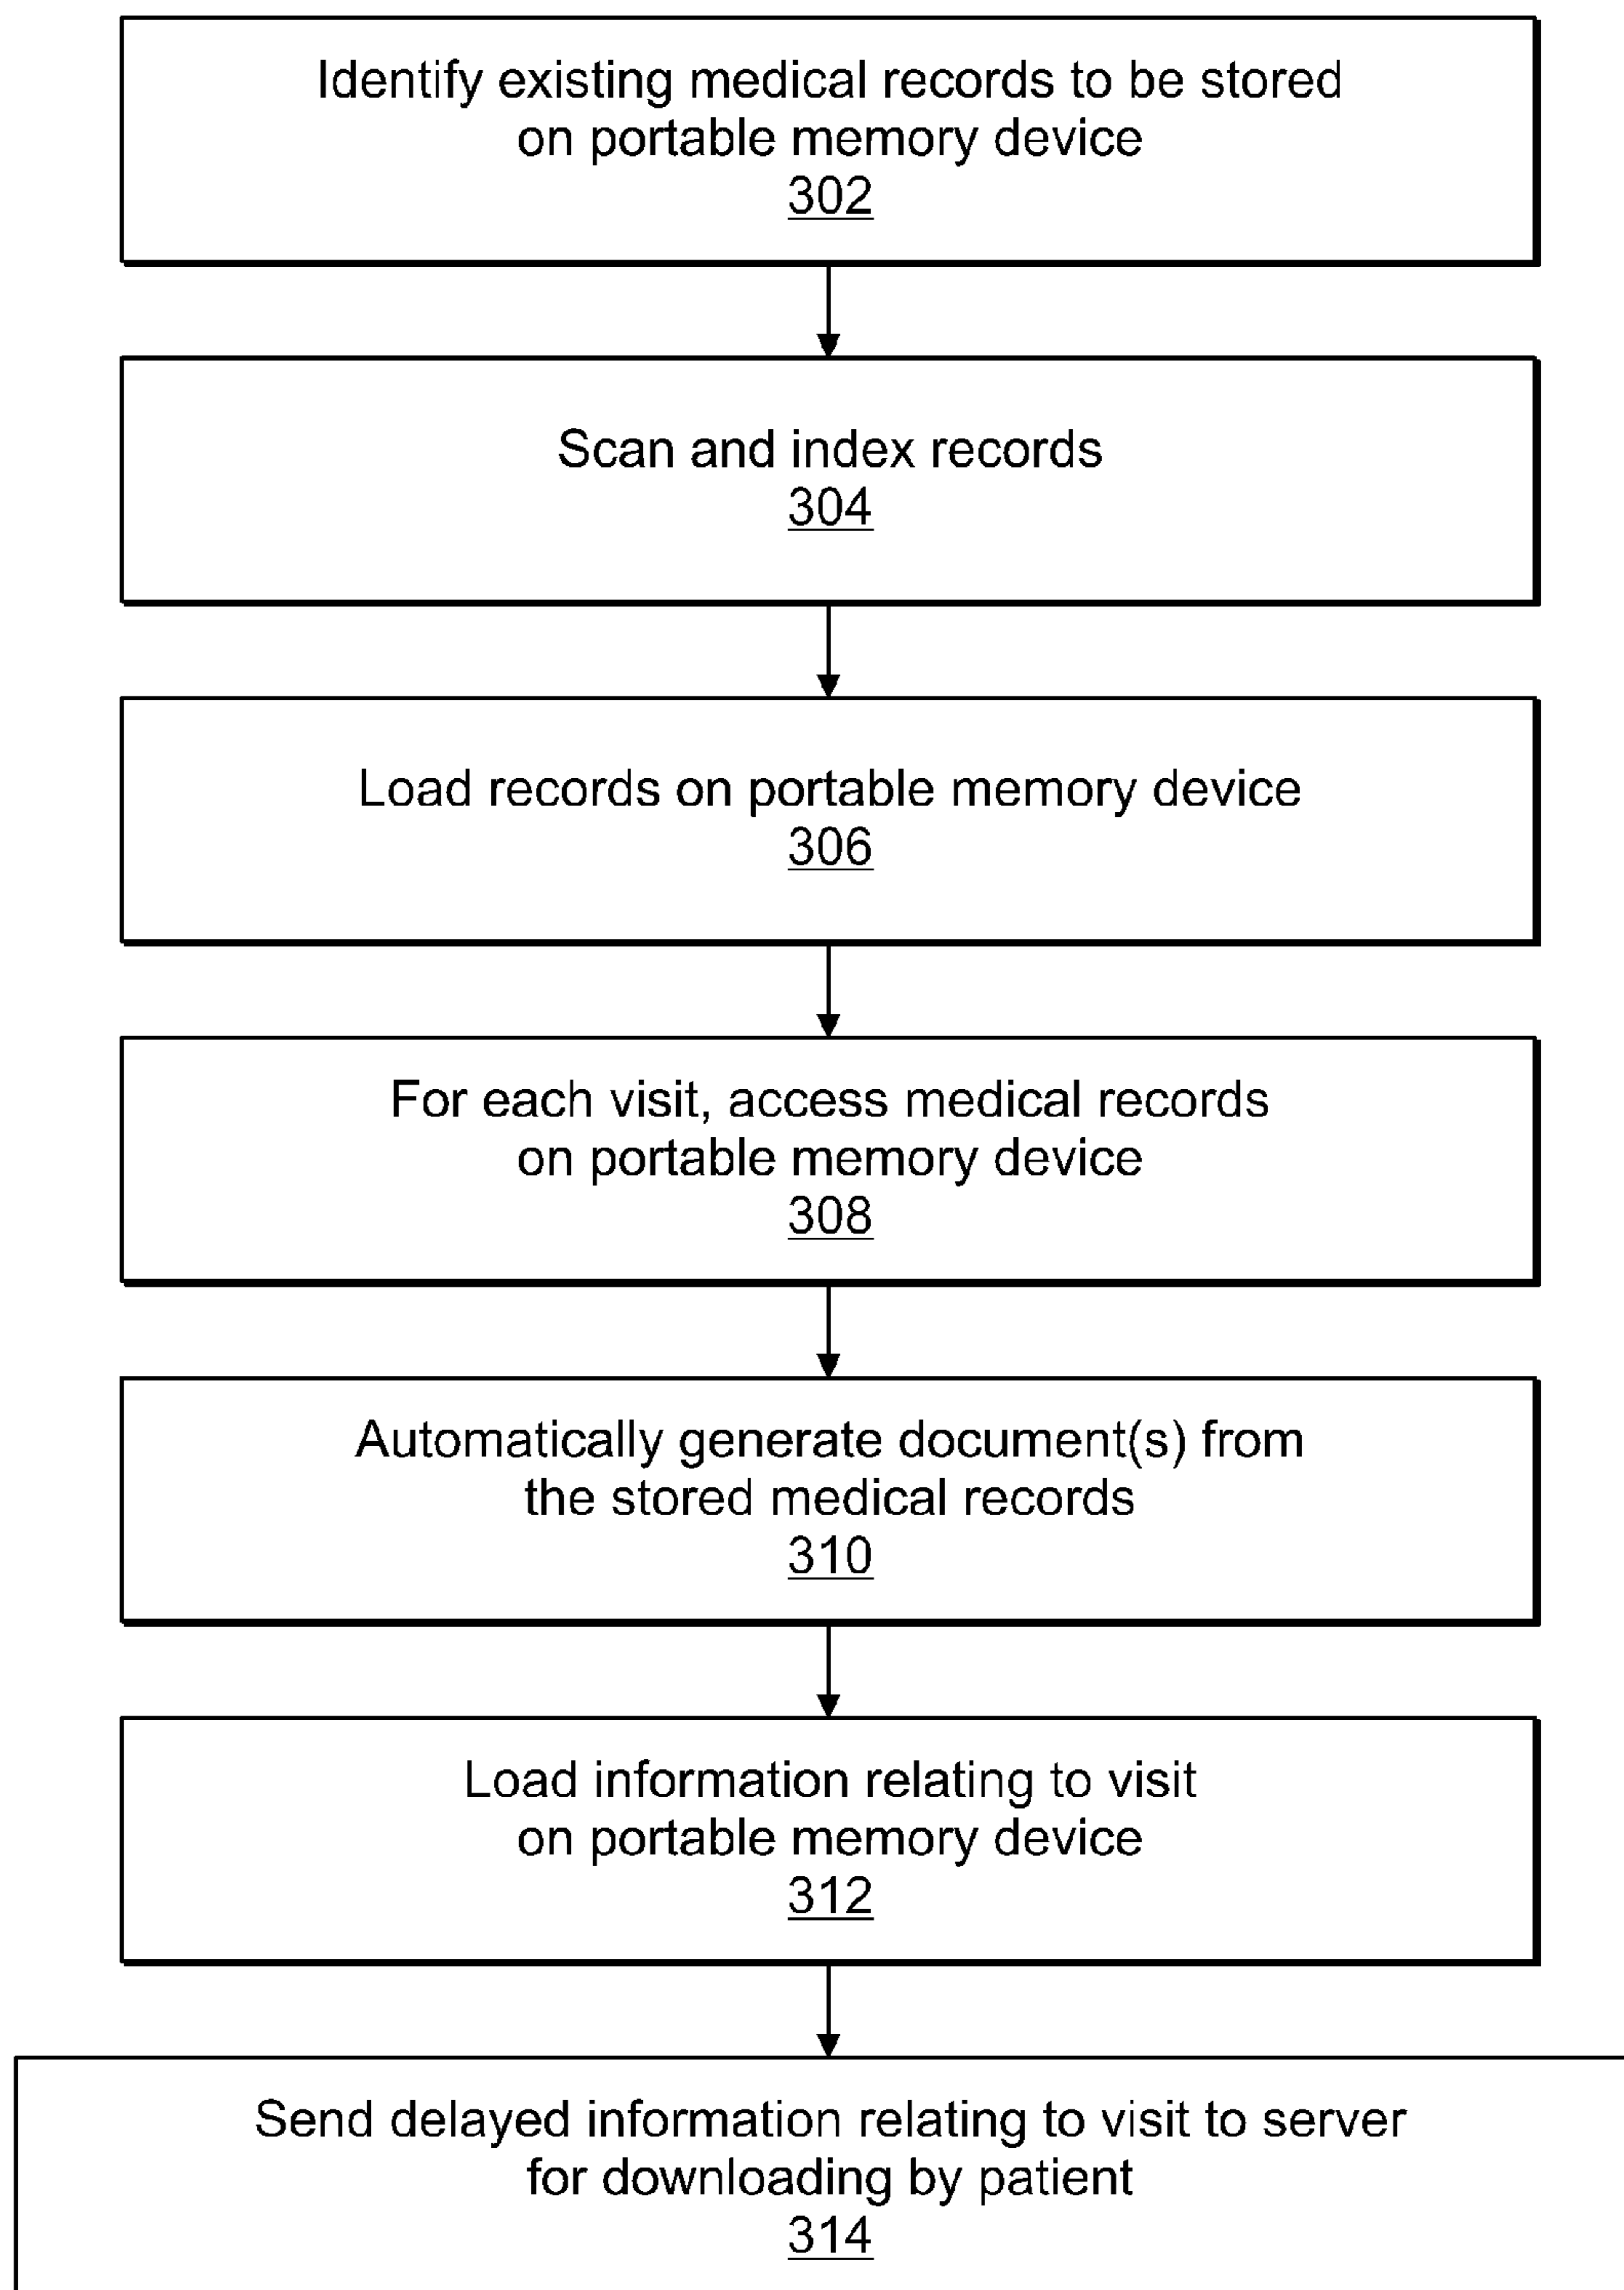 Identify existing medical records to be stored
on portable memory device
302
Scan and index records
304
Load records on portable memory device
306
For each visit, access medical records
on portable memory device
308
Automatically generate document(s) from
the stored medical records
310
Load information relating to visit
on portable memory device
312
Send delayed information relating to visit to server
for downloading by patient
314